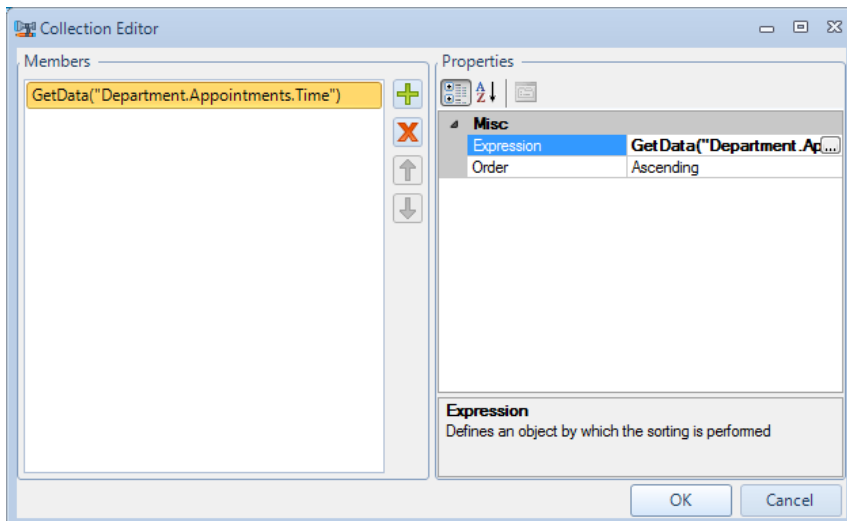 Collection Editor
Members
GetData("Department.Appointments.Time")
Properties
Misc
Expression GetData("Department.Ap...
Order Ascending
Expression
Defines an object by which the sorting is performed
OK Cancel